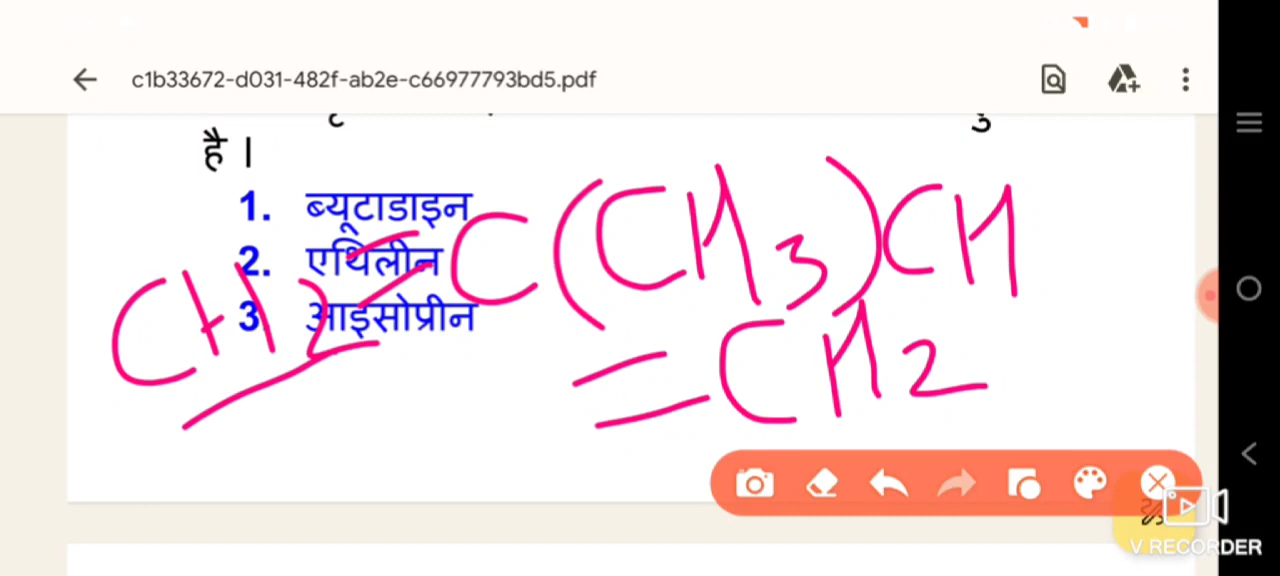 c1b33672-d031-482f-ab2e-c66977793bd5.pdf
है ।
1. ब्यूटाडाइन
2. एथिलीन
3. आइसोप्रीन
CH2=C(CH3)CH
=CH2
V RECORDER